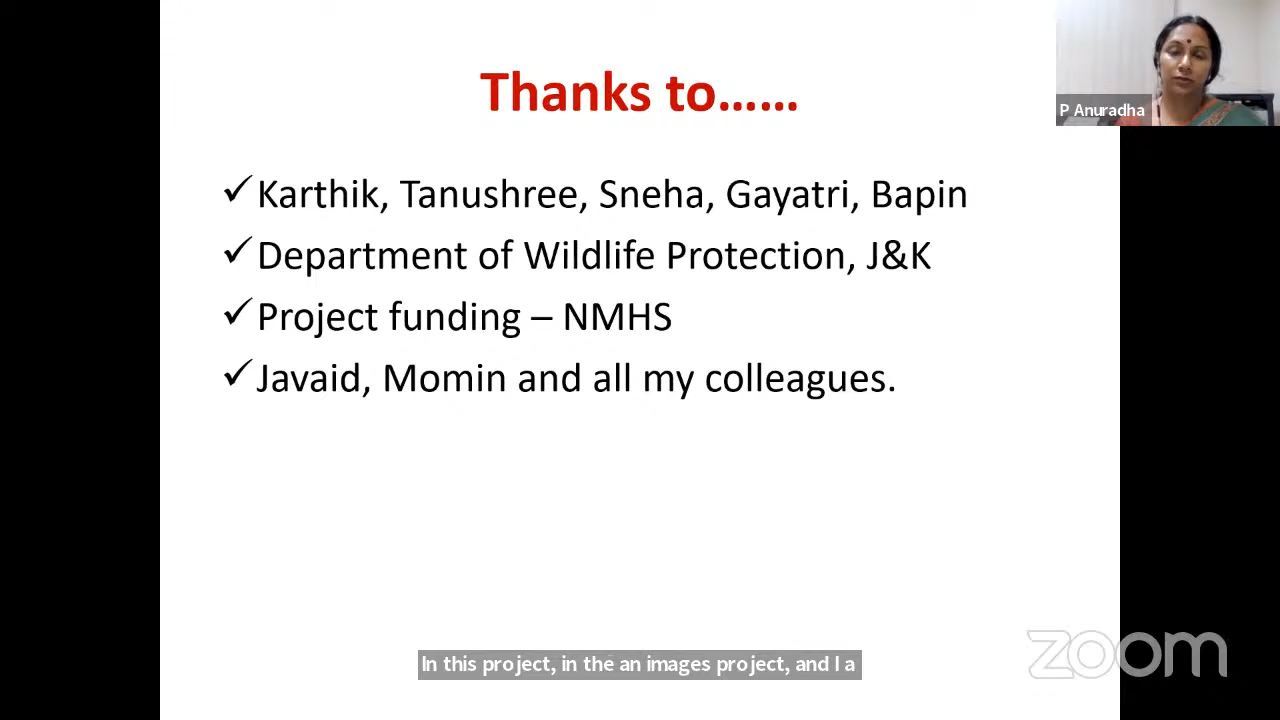 Thanks to……
P Anuradha
✓Karthik, Tanushree, Sneha, Gayatri, Bapin
✓Department of Wildlife Protection, J&K
✓Project funding – NMHS
✓Javaid, Momin and all my colleagues.
In this project, in the an images project, and I a
zoom